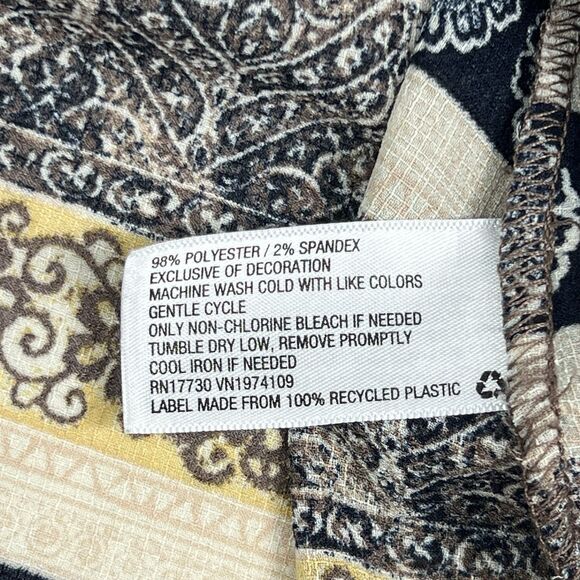 98% POLYESTER / 2% SPANDEX
EXCLUSIVE OF DECORATION
MACHINE WASH COLD WITH LIKE COLORS
GENTLE CYCLE
ONLY NON-CHLORINE BLEACH IF NEEDED
TUMBLE DRY LOW, REMOVE PROMPTLY
COOL IRON IF NEEDED
RN17730 VN1974109
LABEL MADE FROM 100% RECYCLED PLASTIC